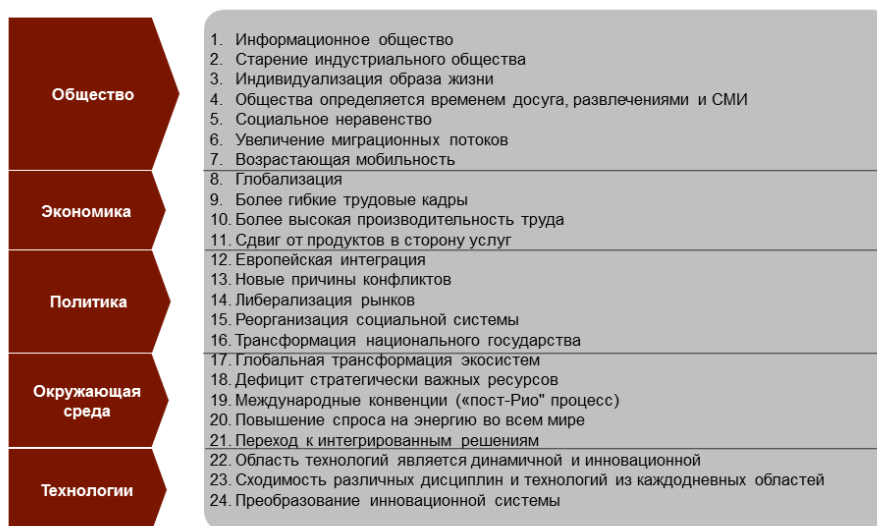 Общество
1. Информационное общество
2. Старение индустриального общества
3. Индивидуализация образа жизни
4. Общества определяется временем досуга, развлечениями и СМИ
5. Социальное неравенство
6. Увеличение миграционных потоков
7. Возрастающая мобильность
Экономика
8. Глобализация
9. Более гибкие трудовые кадры
10. Более высокая производительность труда
11. Сдвиг от продуктов в сторону услуг
Политика
12. Европейская интеграция
13. Новые причины конфликтов
14. Либерализация рынков
15. Реорганизация социальной системы
16. Трансформация национального государства
Окружающая
среда
17. Глобальная трансформация экосистем
18. Дефицит стратегически важных ресурсов
19. Международные конвенции («пост-Рио" процесс)
20. Повышение спроса на энергию во всем мире
21. Переход к интегрированным решениям
Технологии
22. Область технологий является динамичной и инновационной
23. Сходимость различных дисциплин и технологий из каждодневных областей
24. Преобразование инновационной системы